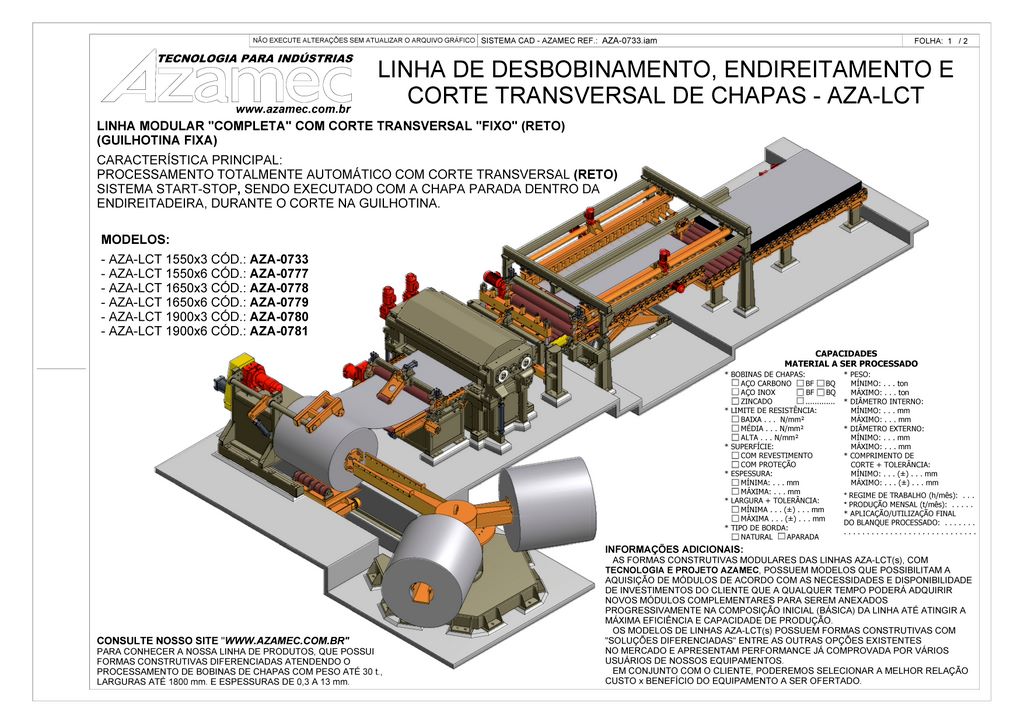 NÃO EXECUTE ALTERAÇÕES SEM ATUALIZAR O ARQUIVO GRÁFICO SISTEMA CAD - AZAMEC REF.: AZA-0733.iam FOLHA: 1 / 2
TECNOLOGIA PARA INDÚSTRIAS
Azamec
www.azamec.com.br
LINHA DE DESBOBINAMENTO, ENDIREITAMENTO E
CORTE TRANSVERSAL DE CHAPAS - AZA-LCT
LINHA MODULAR "COMPLETA" COM CORTE TRANSVERSAL "FIXO" (RETO)
(GUILHOTINA FIXA)
CARACTERÍSTICA PRINCIPAL:
PROCESSAMENTO TOTALMENTE AUTOMÁTICO COM CORTE TRANSVERSAL (RETO)
SISTEMA START-STOP, SENDO EXECUTADO COM A CHAPA PARADA DENTRO DA
ENDIREITADEIRA, DURANTE O CORTE NA GUILHOTINA.
MODELOS:
- AZA-LCT 1550x3 CÓD.: AZA-0733
- AZA-LCT 1550x6 CÓD.: AZA-0777
- AZA-LCT 1650x3 CÓD.: AZA-0778
- AZA-LCT 1650x6 CÓD.: AZA-0779
- AZA-LCT 1900x3 CÓD.: AZA-0780
- AZA-LCT 1900x6 CÓD.: AZA-0781
CAPACIDADES
MATERIAL A SER PROCESSADO
* BOBINAS DE CHAPAS:
AÇO CARBONO BF BQ
AÇO INOX BF BQ
ZINCADO .............
* LIMITE DE RESISTÊNCIA:
BAIXA . . . N/mm²
MÉDIA . . . N/mm²
ALTA . . . N/mm²
* SUPERFÍCIE:
COM REVESTIMENTO
COM PROTEÇÃO
* ESPESSURA:
MÍNIMA: . . . mm
MÁXIMA: . . . mm
* LARGURA + TOLERÂNCIA:
MÍNIMA . . . (±) . . . mm
MÁXIMA . . . (±) . . . mm
* TIPO DE BORDA:
NATURAL APARADA
* PESO:
MÍNIMO: . . . ton
MÁXIMO: . . . ton
* DIÂMETRO INTERNO:
MÍNIMO: . . . mm
MÁXIMO: . . . mm
* DIÂMETRO EXTERNO:
MÍNIMO: . . . mm
MÁXIMO: . . . mm
* COMPRIMENTO DE
CORTE + TOLERÂNCIA:
MÍNIMO: . . . (±) . . . mm
MÁXIMO: . . . (±) . . . mm
* REGIME DE TRABALHO (h/mês): . . .
* PRODUÇÃO MENSAL (t/mês): . . . . .
* APLICAÇÃO/UTILIZAÇÃO FINAL
DO BLANQUE PROCESSADO: . . . . . . .
. . . . . . . . . . . . . . . . . . . . . . . . . . . . .
INFORMAÇÕES ADICIONAIS:
AS FORMAS CONSTRUTIVAS MODULARES DAS LINHAS AZA-LCT(s), COM
TECNOLOGIA E PROJETO AZAMEC, POSSUEM MODELOS QUE POSSIBILITAM A
AQUISIÇÃO DE MÓDULOS DE ACORDO COM AS NECESSIDADES E DISPONIBILIDADE
DE INVESTIMENTOS DO CLIENTE QUE A QUALQUER TEMPO PODERÁ ADQUIRIR
NOVOS MÓDULOS COMPLEMENTARES PARA SEREM ANEXADOS
PROGRESSIVAMENTE NA COMPOSIÇÃO INICIAL (BÁSICA) DA LINHA ATÉ ATINGIR A
MÁXIMA EFICIÊNCIA E CAPACIDADE DE PRODUÇÃO.
OS MODELOS DE LINHAS AZA-LCT(s) POSSUEM FORMAS CONSTRUTIVAS COM
"SOLUÇÕES DIFERENCIADAS" ENTRE AS OUTRAS OPÇÕES EXISTENTES
NO MERCADO E APRESENTAM PERFORMANCE JÁ COMPROVADA POR VÁRIOS
USUÁRIOS DE NOSSOS EQUIPAMENTOS.
EM CONJUNTO COM O CLIENTE, PODEREMOS SELECIONAR A MELHOR RELAÇÃO
CUSTO x BENEFÍCIO DO EQUIPAMENTO A SER OFERTADO.
CONSULTE NOSSO SITE "WWW.AZAMEC.COM.BR"
PARA CONHECER A NOSSA LINHA DE PRODUTOS, QUE POSSUI
FORMAS CONSTRUTIVAS DIFERENCIADAS ATENDENDO O
PROCESSAMENTO DE BOBINAS DE CHAPAS COM PESO ATÉ 30 t.,
LARGURAS ATÉ 1800 mm. E ESPESSURAS DE 0,3 A 13 mm.